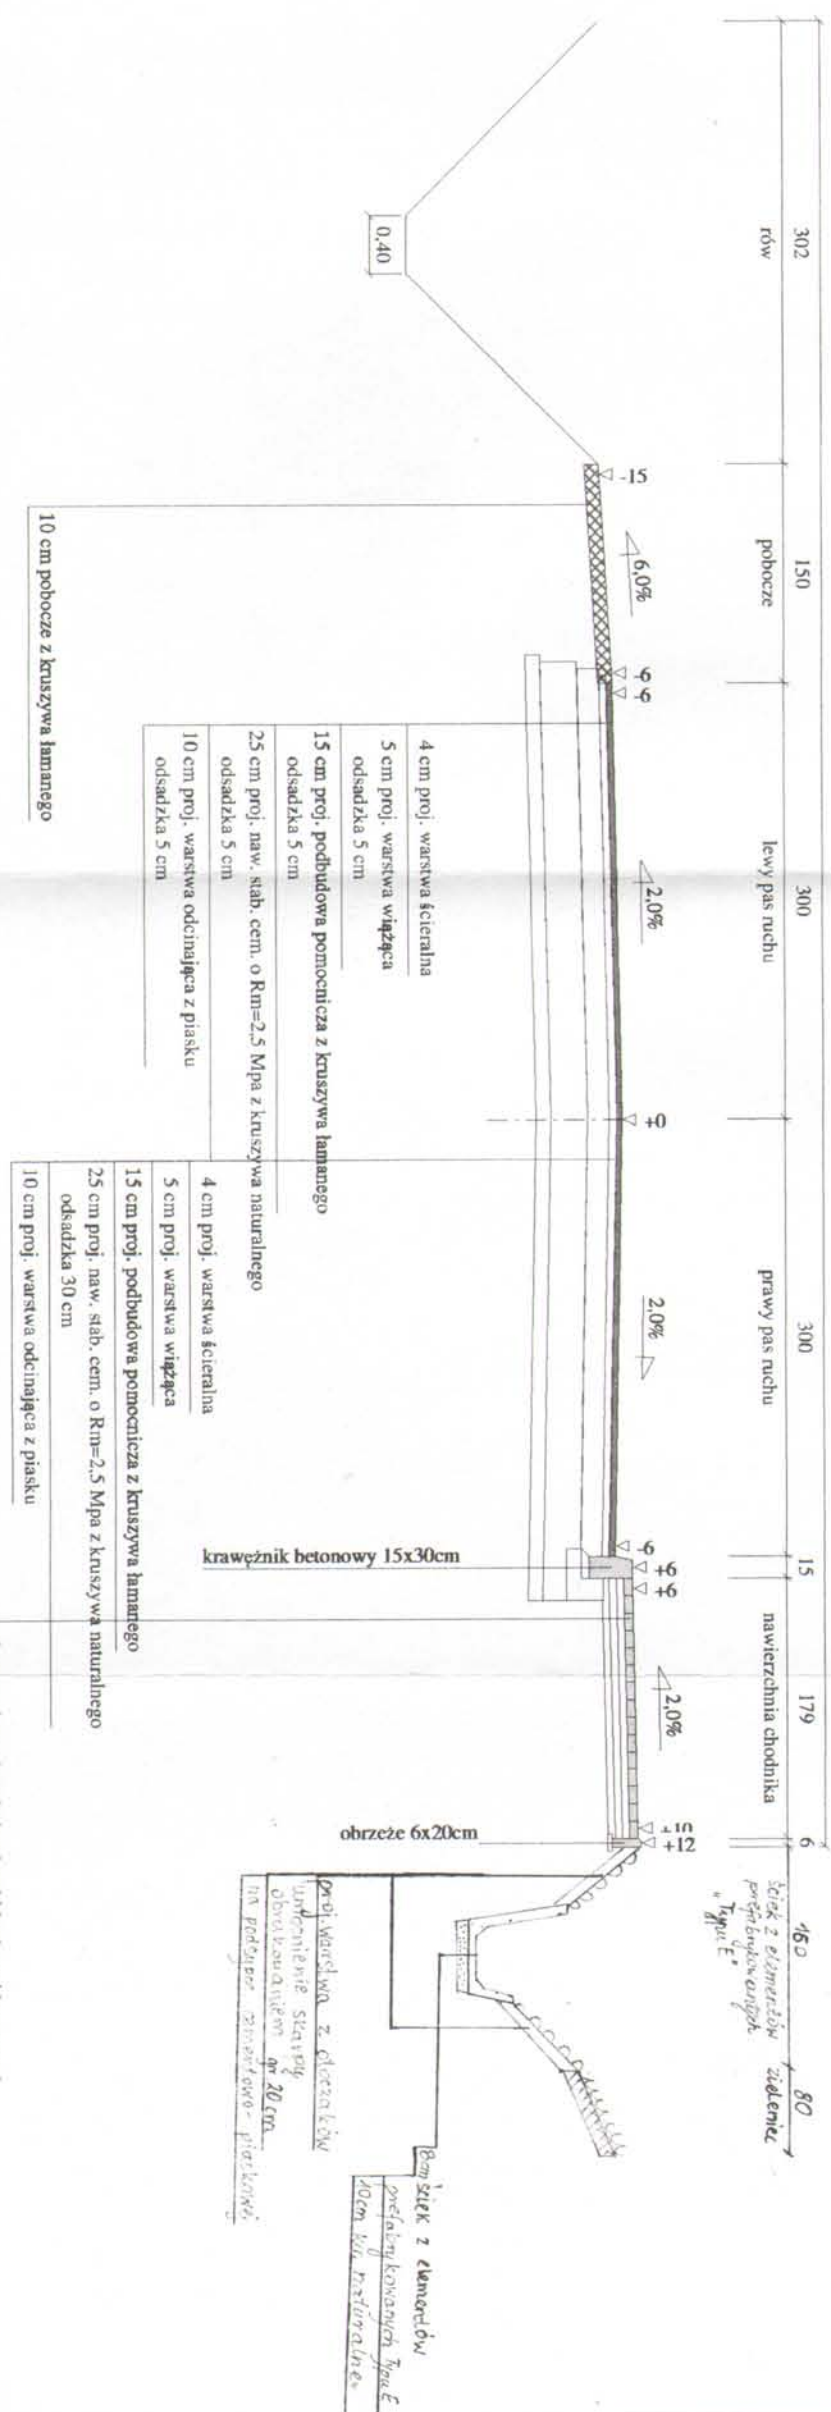 302
150
300
300
15
179
6
160
80
rów
pobocze
lewy pas ruchu
prawy pas ruchu
nawierzchnia chodnika
ściek z elementów
prefabrykowanych
"Typu E"
zieleniec
0,40
-15
6,0%
-6
-6
2,0%
+0
2,0%
-6
+6
+6
2,0%
+10
+12
10 cm pobocze z kruszywa łamanego
4 cm proj. warstwa ścieralna
5 cm proj. warstwa wiążąca
odsadzka 5 cm
15 cm proj. podbudowa pomocnicza z kruszywa łamanego
odsadzka 5 cm
25 cm proj. naw. stab. cem. o Rm=2,5 Mpa z kruszywa naturalnego
odsadzka 5 cm
10 cm proj. warstwa odcinająca z piasku
odsadzka 5 cm
4 cm proj. warstwa ścieralna
5 cm proj. warstwa wiążąca
15 cm proj. podbudowa pomocnicza z kruszywa łamanego
25 cm proj. naw. stab. cem. o Rm=2,5 Mpa z kruszywa naturalnego
odsadzka 30 cm
10 cm proj. warstwa odcinająca z piasku
krawężnik betonowy 15x30cm
obrzeże 6x20cm
proj. warstwa z otoczaków
umocnienie skarpy
obrukowaniem gr 20 cm
na podsypce cementowo-piaskowej
8cm ściek z elementów
prefabrykowanych Typu E
10cm naturalne